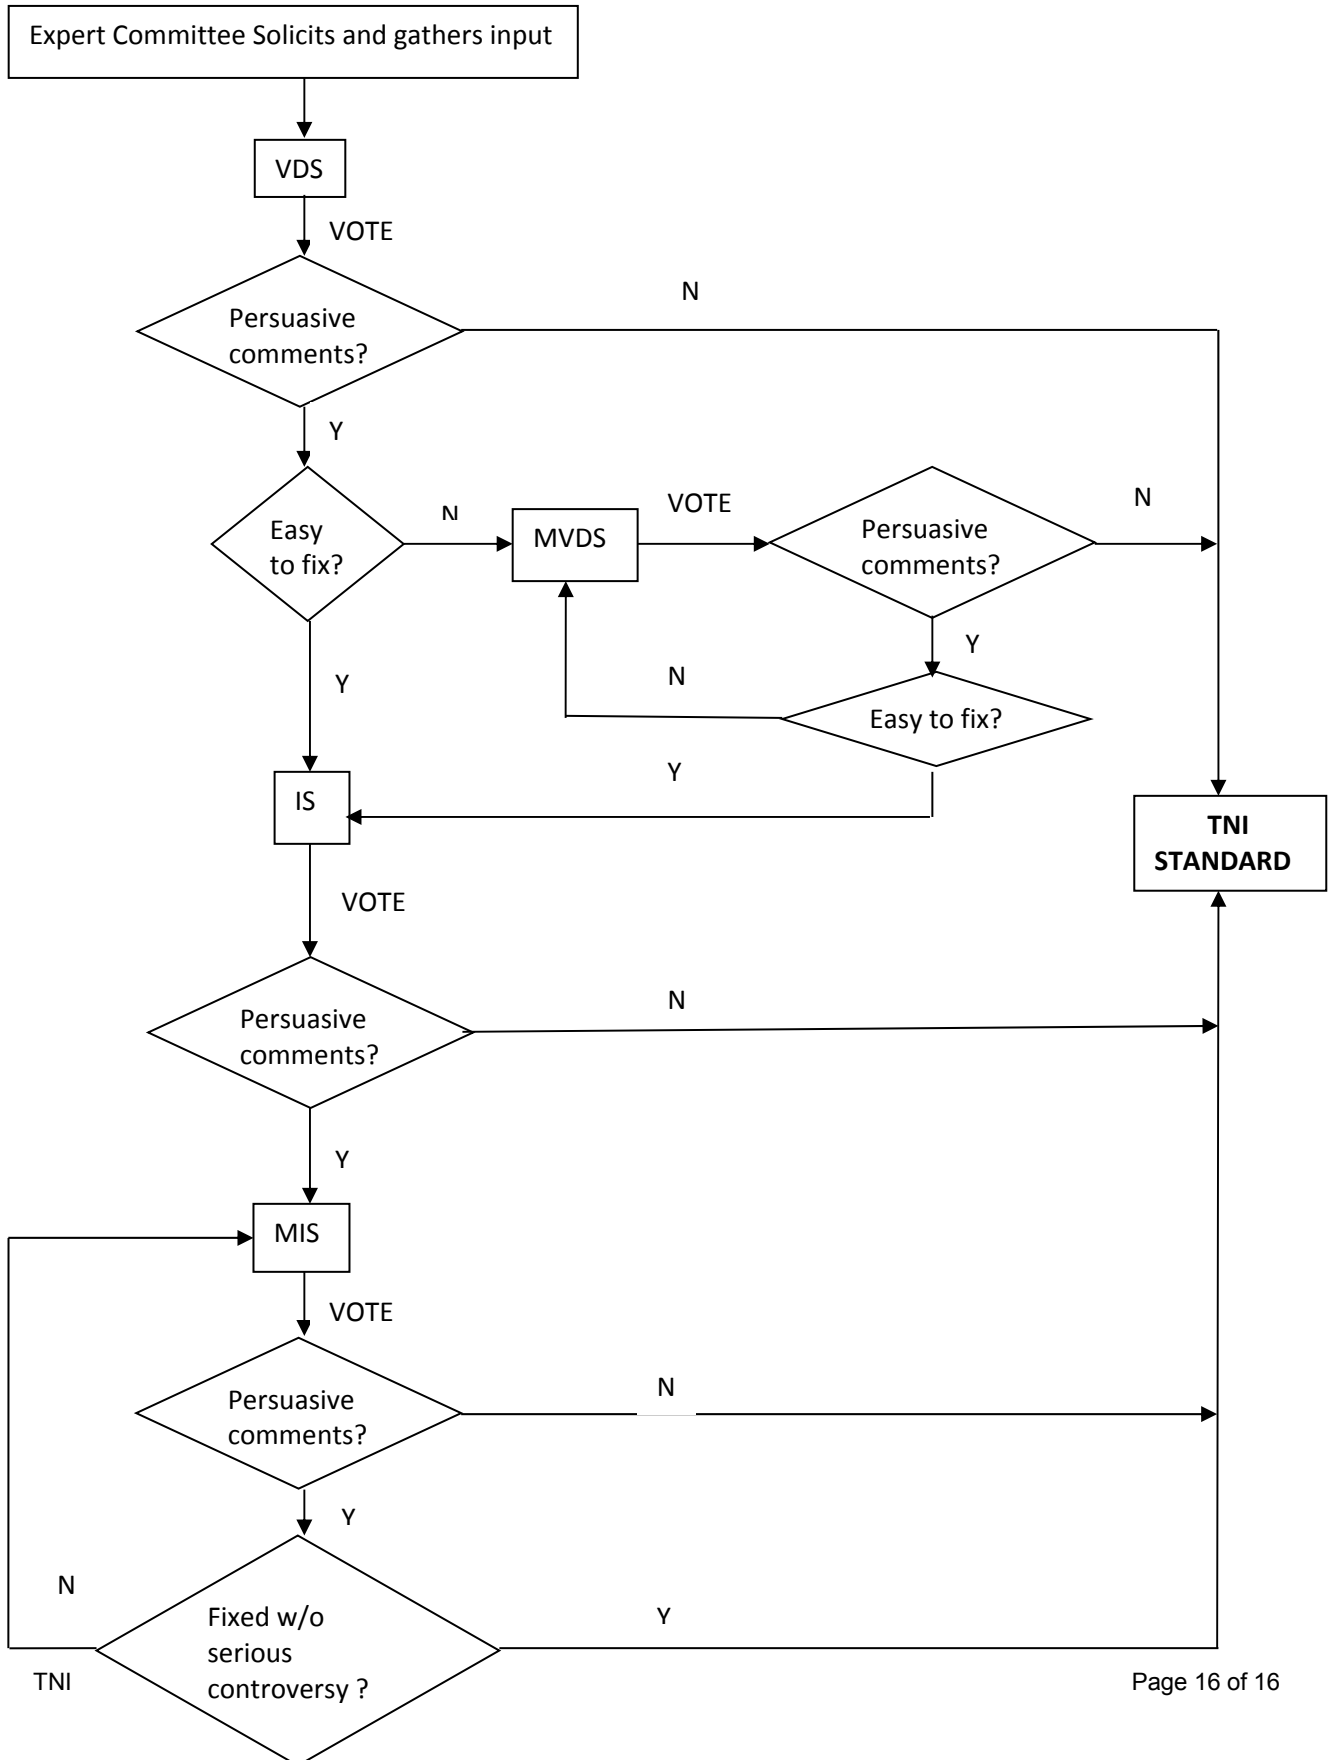 Expert Committee Solicits and gathers input
VDS
VOTE
N
Persuasive
comments?
Y
N
VOTE
N
Easy
to fix?
MVDS
Persuasive
comments?
Y
N
Y
Easy to fix?
Y
IS
TNI
STANDARD
VOTE
N
Persuasive
comments?
Y
MIS
VOTE
N
Persuasive
comments?
Y
N
Fixed w/o
serious
controversy ?
Y
TNI
Page 16 of 16